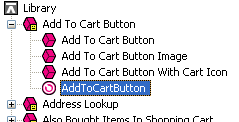 Library
Add To Cart Button
Add To Cart Button
Add To Cart Button Image
Add To Cart Button With Cart Icon
AddToCartButton
Address Lookup
Also Bought Items In Shopping Cart